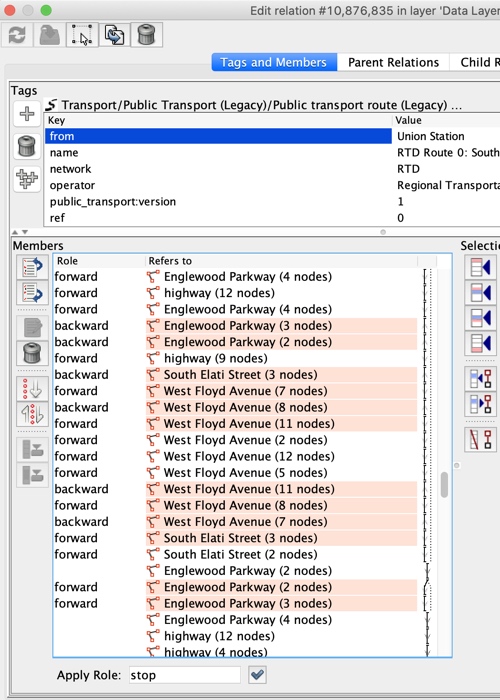 Edit relation #10,876,835 in layer 'Data Layer
Tags and Members Parent Relations Child R
Tags
Transport/Public Transport (Legacy)/Public transport route (Legacy) ...
Key Value
from Union Station
name RTD Route 0: South
network RTD
operator Regional Transporta
public_transport:version 1
ref 0
Members Selectio
Role Refers to
forward Englewood Parkway (4 nodes)
forward highway (12 nodes)
forward Englewood Parkway (4 nodes)
backward Englewood Parkway (3 nodes)
backward Englewood Parkway (2 nodes)
forward highway (9 nodes)
backward South Elati Street (3 nodes)
forward West Floyd Avenue (7 nodes)
backward West Floyd Avenue (8 nodes)
forward West Floyd Avenue (11 nodes)
forward West Floyd Avenue (2 nodes)
forward West Floyd Avenue (12 nodes)
forward West Floyd Avenue (5 nodes)
backward West Floyd Avenue (11 nodes)
forward West Floyd Avenue (8 nodes)
backward West Floyd Avenue (7 nodes)
forward South Elati Street (3 nodes)
forward South Elati Street (2 nodes)
Englewood Parkway (2 nodes)
forward Englewood Parkway (2 nodes)
forward Englewood Parkway (3 nodes)
Englewood Parkway (4 nodes)
highway (12 nodes)
highway (4 nodes)
Apply Role: stop